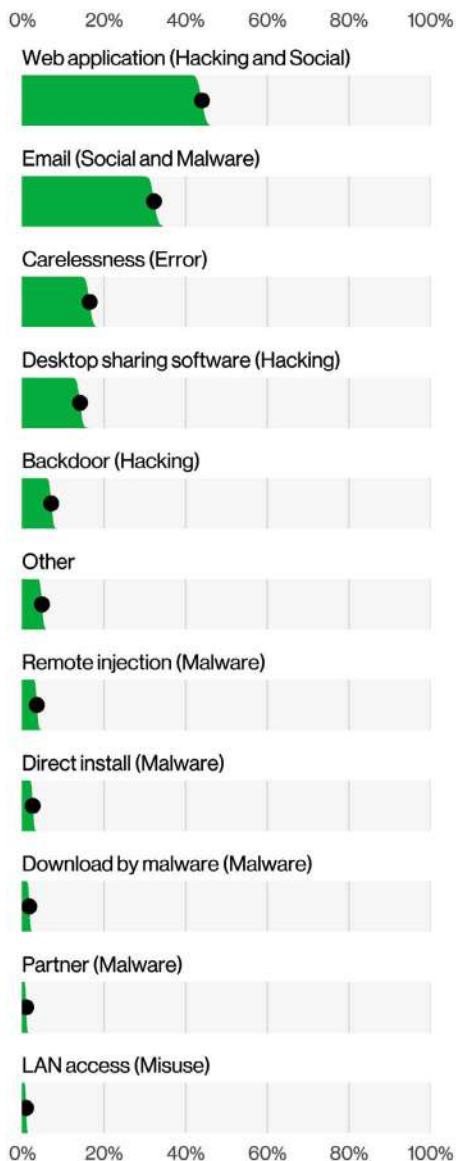 0% 20% 40% 60% 80% 100%
Web application (Hacking and Social)
Email (Social and Malware)
Carelessness (Error)
Desktop sharing software (Hacking)
Backdoor (Hacking)
Other
Remote injection (Malware)
Direct install (Malware)
Download by malware (Malware)
Partner (Malware)
LAN access (Misuse)
0% 20% 40% 60% 80% 100%